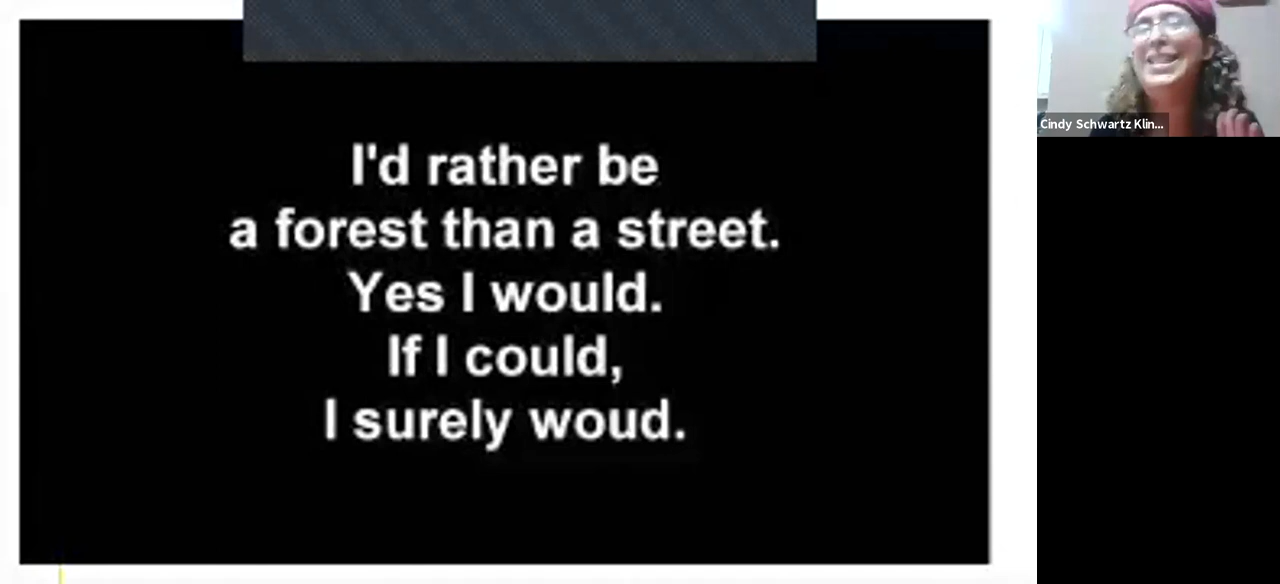 I'd rather be
a forest than a street.
Yes I would.
If I could,
I surely woud.
Cindy Schwartz Klin...